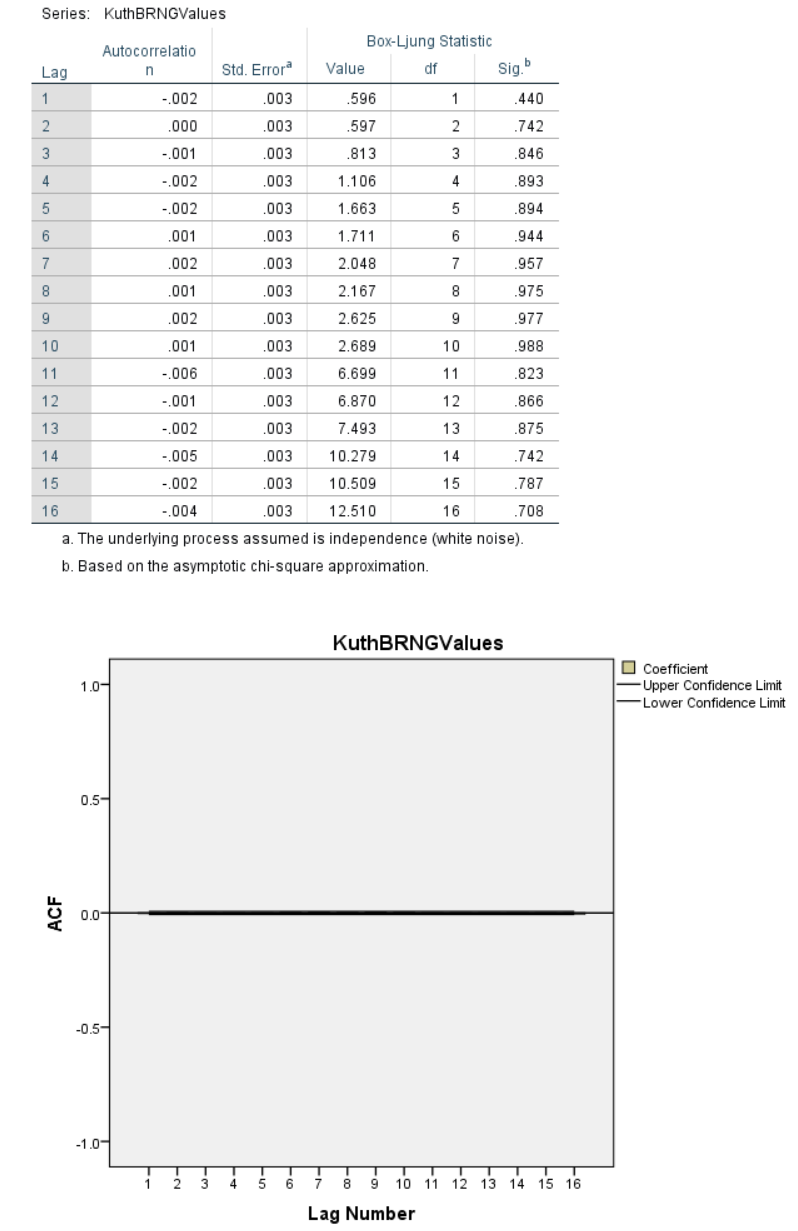 Series: KuthBRNGValues
Box-Ljung Statistic
Autocorrelatio
Lag n Std. Errorᵃ Value df Sig.ᵇ
1 -.002 .003 .596 1 .440
2 .000 .003 .597 2 .742
3 -.001 .003 .813 3 .846
4 -.002 .003 1.106 4 .893
5 -.002 .003 1.663 5 .894
6 .001 .003 1.711 6 .944
7 .002 .003 2.048 7 .957
8 .001 .003 2.167 8 .975
9 .002 .003 2.625 9 .977
10 .001 .003 2.689 10 .988
11 -.006 .003 6.699 11 .823
12 -.001 .003 6.870 12 .866
13 -.002 .003 7.493 13 .875
14 -.005 .003 10.279 14 .742
15 -.002 .003 10.509 15 .787
16 -.004 .003 12.510 16 .708
a. The underlying process assumed is independence (white noise).
b. Based on the asymptotic chi-square approximation.
KuthBRNGValues
Coefficient
Upper Confidence Limit
Lower Confidence Limit
ACF
1.0
0.5
0.0
-0.5
-1.0
1 2 3 4 5 6 7 8 9 10 11 12 13 14 15 16
Lag Number